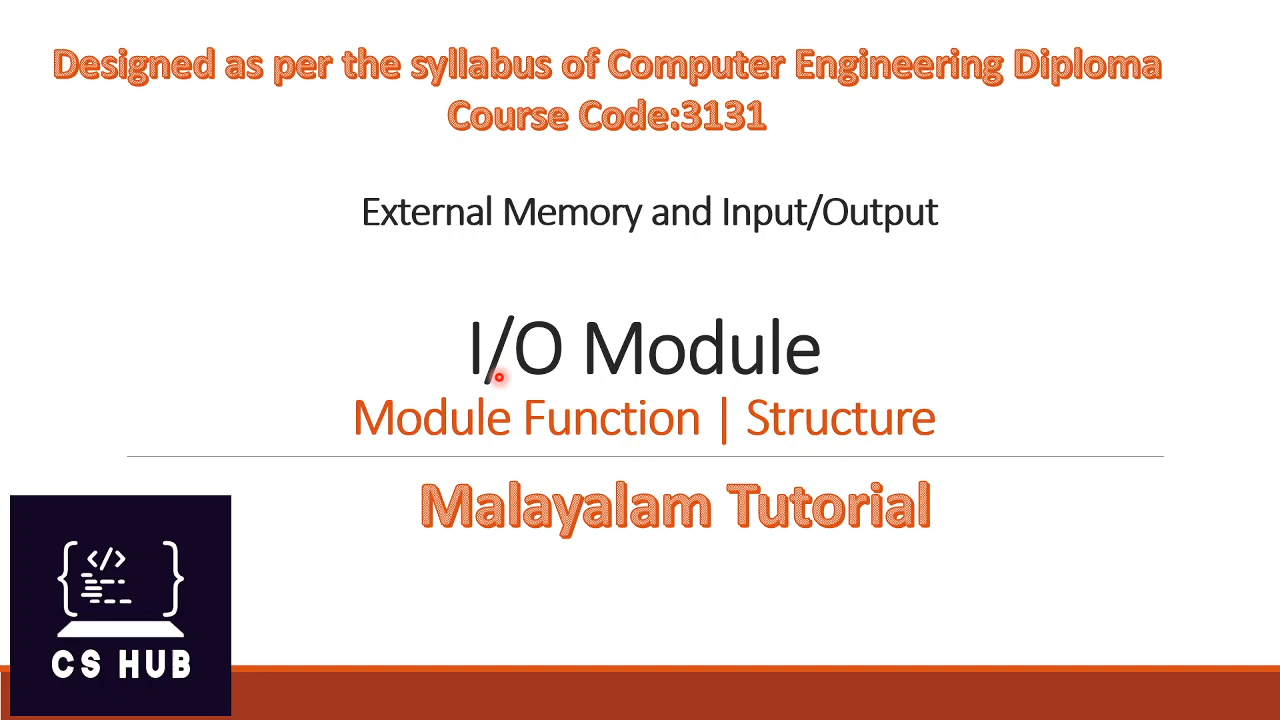 Designed as per the syllabus of Computer Engineering Diploma
Course Code:3131
External Memory and Input/Output
I/O Module
Module Function | Structure
Malayalam Tutorial
</>
CS HUB